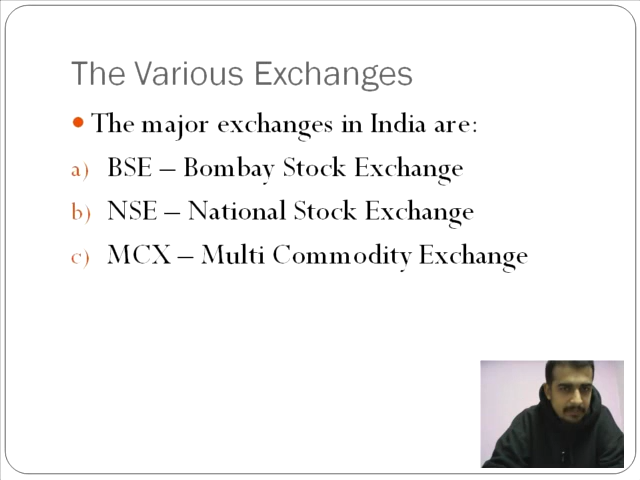 The Various Exchanges
The major exchanges in India are:
a) BSE – Bombay Stock Exchange
b) NSE – National Stock Exchange
c) MCX – Multi Commodity Exchange